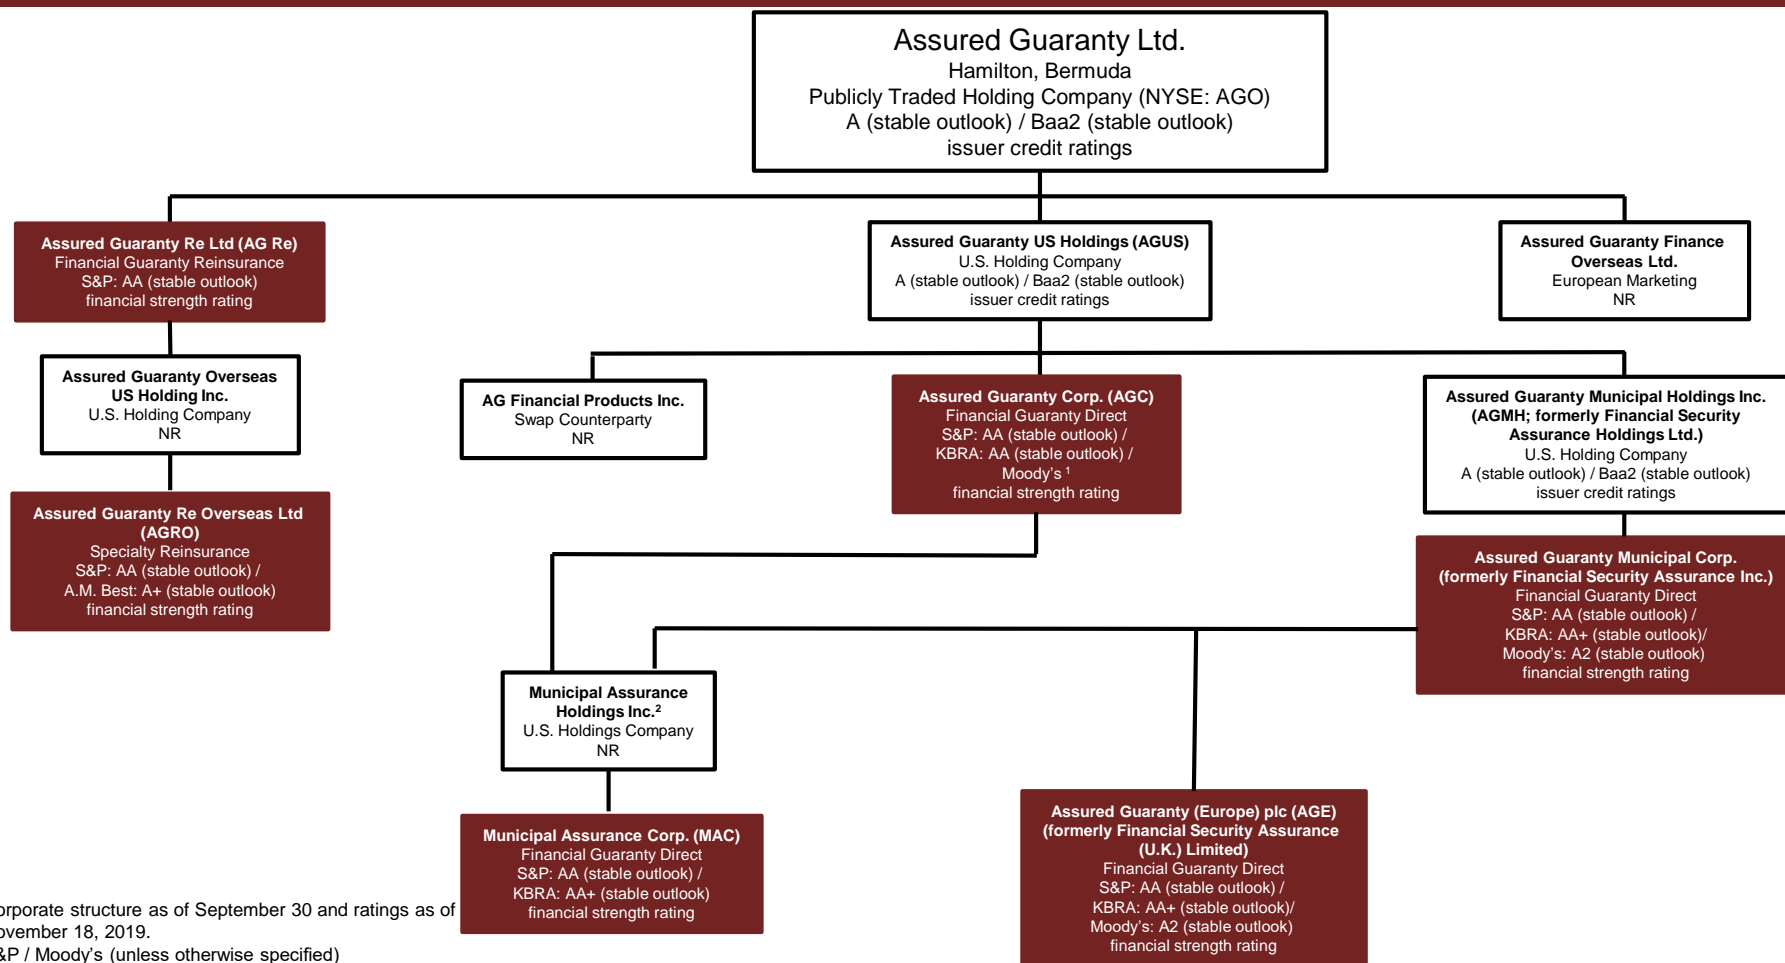 Assured Guaranty Ltd.
Hamilton, Bermuda
Publicly Traded Holding Company (NYSE: AGO)
A (stable outlook) / Baa2 (stable outlook)
issuer credit ratings
Assured Guaranty Re Ltd (AG Re)
Financial Guaranty Reinsurance
S&P: AA (stable outlook)
financial strength rating
Assured Guaranty US Holdings (AGUS)
U.S. Holding Company
A (stable outlook) / Baa2 (stable outlook)
issuer credit ratings
Assured Guaranty Finance
Overseas Ltd.
European Marketing
NR
Assured Guaranty Overseas
US Holding Inc.
U.S. Holding Company
NR
AG Financial Products Inc.
Swap Counterparty
NR
Assured Guaranty Corp. (AGC)
Financial Guaranty Direct
S&P: AA (stable outlook) /
KBRA: AA (stable outlook) /
Moody's ¹
financial strength rating
Assured Guaranty Municipal Holdings Inc.
(AGMH; formerly Financial Security
Assurance Holdings Ltd.)
U.S. Holding Company
A (stable outlook) / Baa2 (stable outlook)
issuer credit ratings
Assured Guaranty Re Overseas Ltd
(AGRO)
Specialty Reinsurance
S&P: AA (stable outlook) /
A.M. Best: A+ (stable outlook)
financial strength rating
Assured Guaranty Municipal Corp.
(formerly Financial Security Assurance Inc.)
Financial Guaranty Direct
S&P: AA (stable outlook) /
KBRA: AA+ (stable outlook)/
Moody's: A2 (stable outlook)
financial strength rating
Municipal Assurance
Holdings Inc.²
U.S. Holdings Company
NR
Municipal Assurance Corp. (MAC)
Financial Guaranty Direct
S&P: AA (stable outlook) /
KBRA: AA+ (stable outlook)
financial strength rating
Assured Guaranty (Europe) plc (AGE)
(formerly Financial Security Assurance
(U.K.) Limited)
Financial Guaranty Direct
S&P: AA (stable outlook) /
KBRA: AA+ (stable outlook)/
Moody's: A2 (stable outlook)
financial strength rating
orporate structure as of September 30 and ratings as of
ovember 18, 2019.
&P / Moody's (unless otherwise specified)